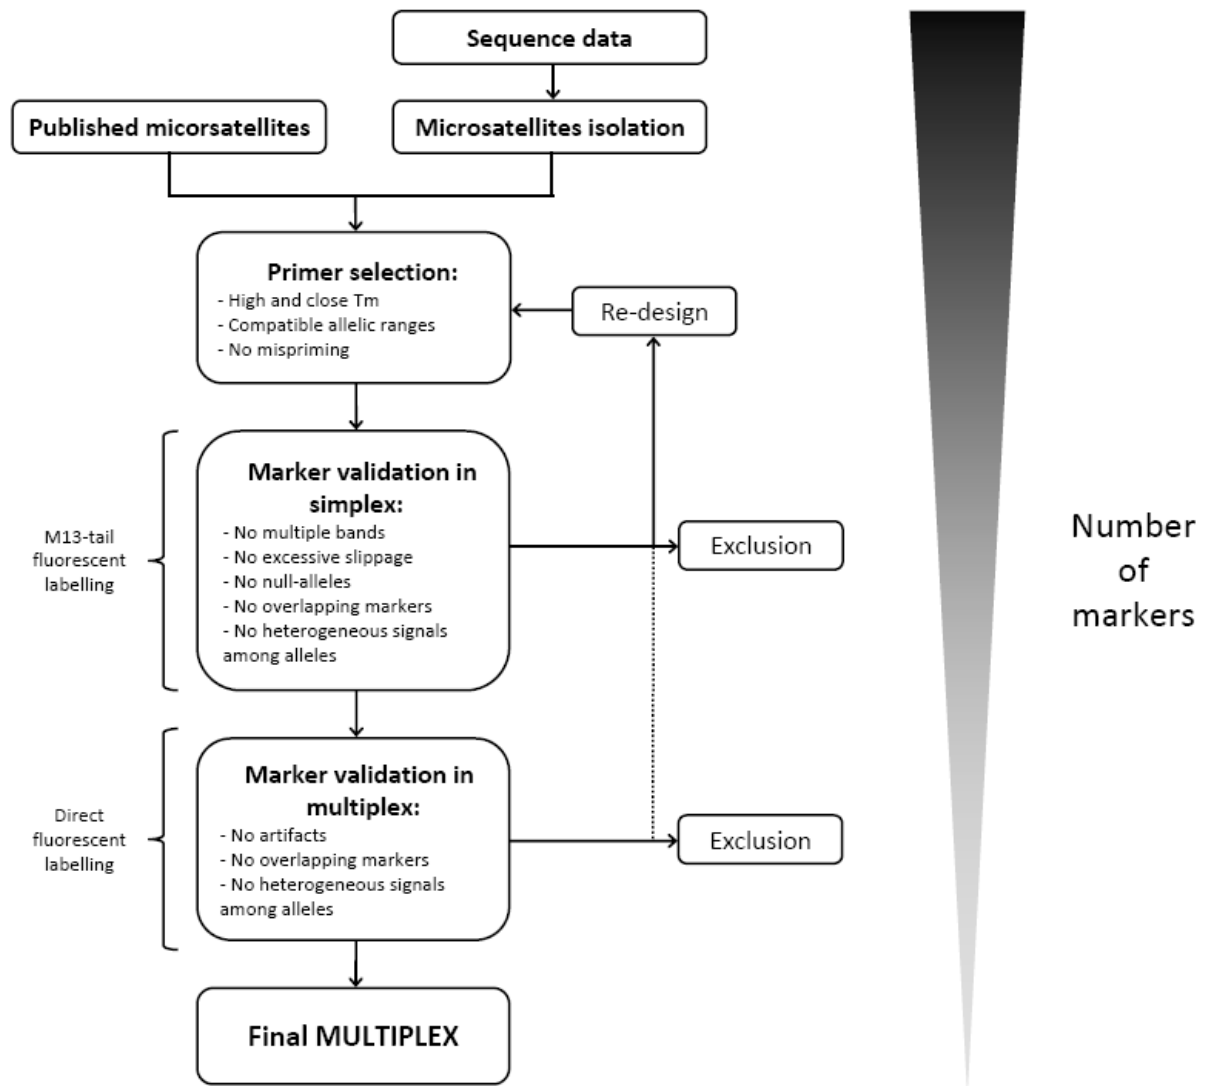 Sequence data
Published micorsatellites
Microsatellites isolation
Primer selection:
- High and close Tm
- Compatible allelic ranges
- No mispriming
Re-design
Marker validation in
simplex:
- No multiple bands
- No excessive slippage
- No null-alleles
- No overlapping markers
- No heterogeneous signals
among alleles
M13-tail
fluorescent
labelling
Exclusion
Number
of
markers
Marker validation in
multiplex:
- No artifacts
- No overlapping markers
- No heterogeneous signals
among alleles
Direct
fluorescent
labelling
Exclusion
Final MULTIPLEX